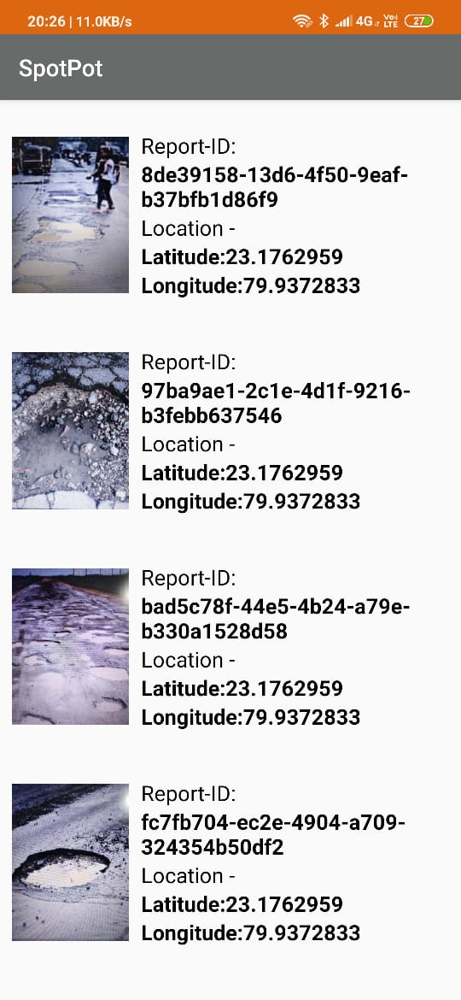 20:26 | 11.0KB/s
4G
Vo)
LTE
27
SpotPot
Report-ID:
8de39158-13d6-4f50-9eaf-
b37bfb1d86f9
Location -
Latitude:23.1762959
Longitude:79.9372833
Report-ID:
97ba9ae1-2c1e-4d1f-9216-
b3febb637546
Location -
Latitude:23.1762959
Longitude:79.9372833
Report-ID:
bad5c78f-44e5-4b24-a79e-
b330a1528d58
Location -
Latitude:23.1762959
Longitude:79.9372833
Report-ID:
fc7fb704-ec2e-4904-a709-
324354b50df2
Location -
Latitude:23.1762959
Longitude:79.9372833